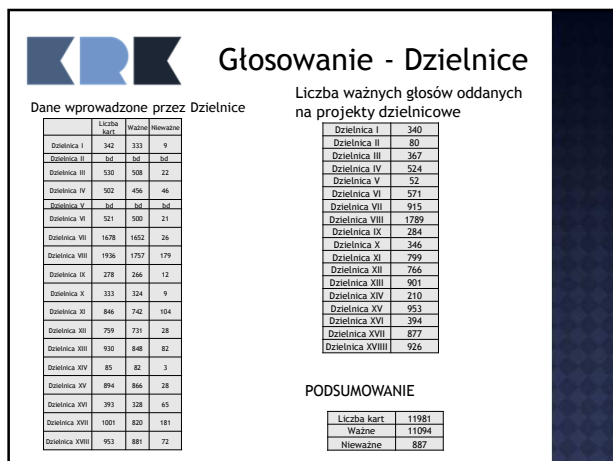 KRK
Głosowanie - Dzielnice
Dane wprowadzone przez Dzielnice
Liczba kart Ważne Nieważne
Dzielnica I 342 333 9
Dzielnica II bd bd bd
Dzielnica III 530 508 22
Dzielnica IV 502 456 46
Dzielnica V bd bd bd
Dzielnica VI 521 500 21
Dzielnica VII 1678 1652 26
Dzielnica VIII 1936 1757 179
Dzielnica IX 278 266 12
Dzielnica X 333 324 9
Dzielnica XI 846 742 104
Dzielnica XII 759 731 28
Dzielnica XIII 930 848 82
Dzielnica XIV 85 82 3
Dzielnica XV 894 866 28
Dzielnica XVI 393 328 65
Dzielnica XVII 1001 820 181
Dzielnica XVIII 953 881 72
Liczba ważnych głosów oddanych
na projekty dzielnicowe
Dzielnica I 340
Dzielnica II 80
Dzielnica III 367
Dzielnica IV 524
Dzielnica V 52
Dzielnica VI 571
Dzielnica VII 915
Dzielnica VIII 1789
Dzielnica IX 284
Dzielnica X 346
Dzielnica XI 799
Dzielnica XII 766
Dzielnica XIII 901
Dzielnica XIV 210
Dzielnica XV 953
Dzielnica XVI 394
Dzielnica XVII 877
Dzielnica XVIIII 926
PODSUMOWANIE
Liczba kart 11981
Ważne 11094
Nieważne 887